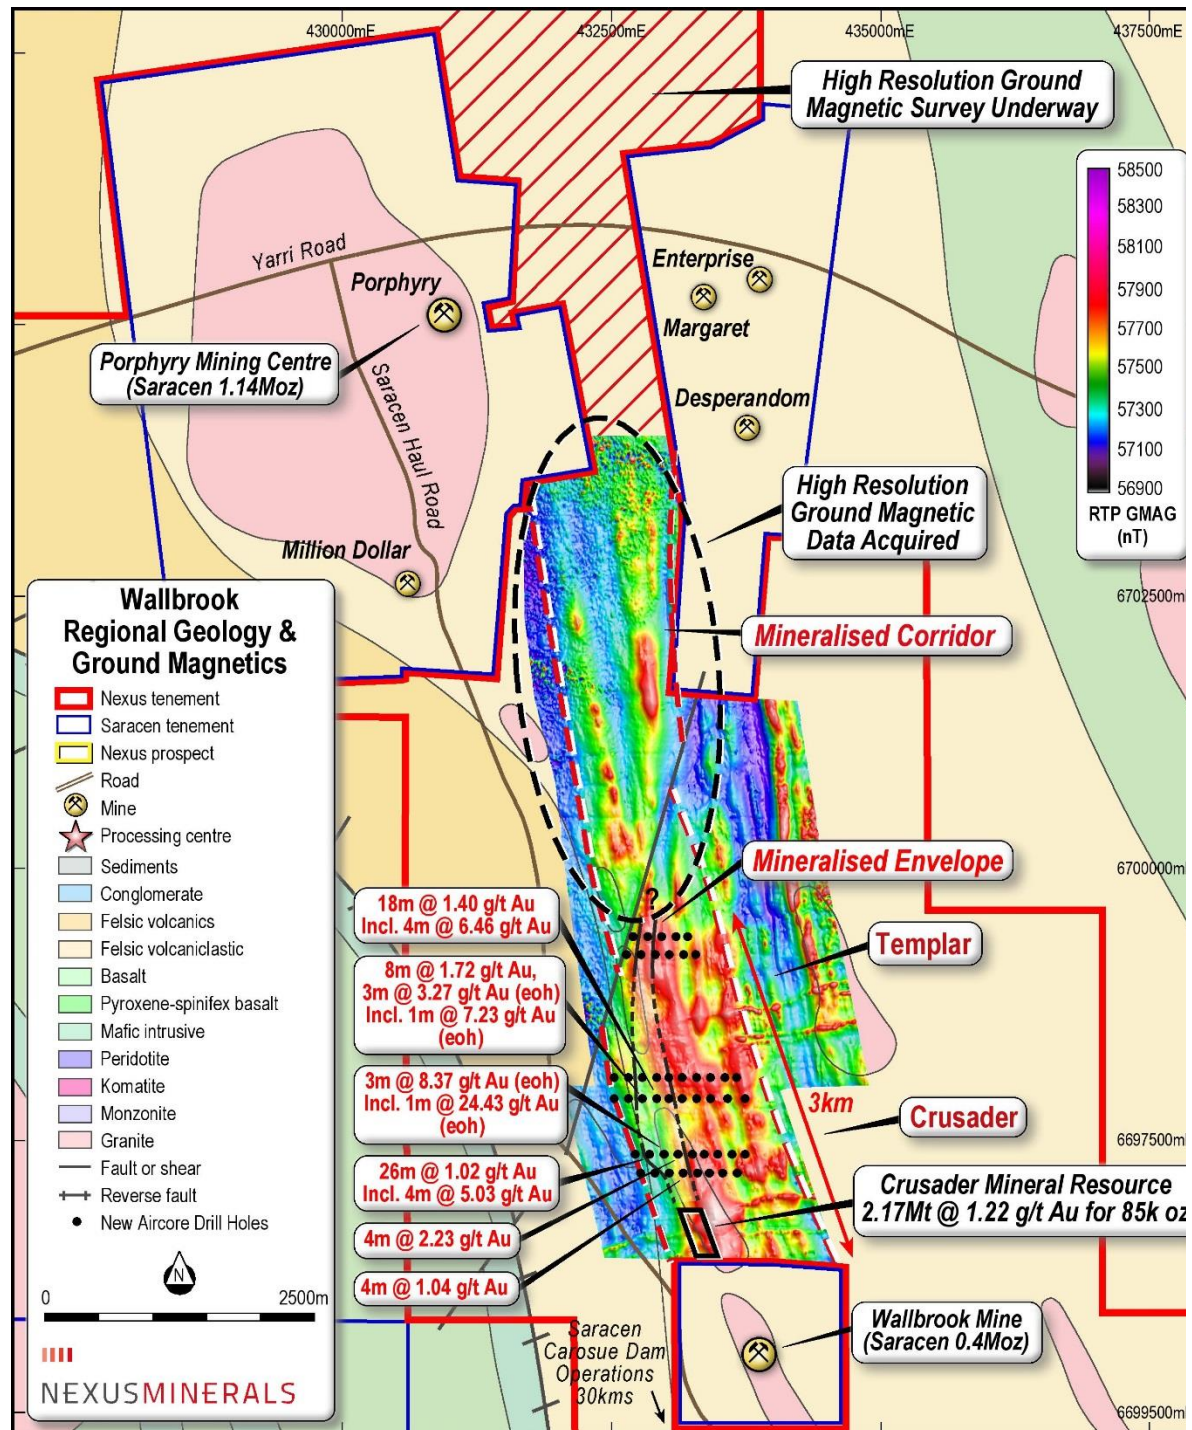 430000mE
432500mE
435000mE
437500mE
High Resolution Ground
Magnetic Survey Underway
58500
58300
58100
57900
57700
57500
57300
57100
56900
RTP GMAG
(nT)
Yarri Road
Porphyry
Enterprise
Margaret
Porphyry Mining Centre
(Saracen 1.14Moz)
Saracen Haul Road
Desperandom
High Resolution
Ground Magnetic
Data Acquired
Million Dollar
6702500m
Mineralised Corridor
Wallbrook
Regional Geology &
Ground Magnetics
Nexus tenement
Saracen tenement
Nexus prospect
Road
Mine
Processing centre
Sediments
Conglomerate
Felsic volcanics
Felsic volcaniclastic
Basalt
Pyroxene-spinifex basalt
Mafic intrusive
Peridotite
Komatite
Monzonite
Granite
Fault or shear
Reverse fault
New Aircore Drill Holes
N
0 2500m
NEXUSMINERALS
Mineralised Envelope
6700000m
?
18m @ 1.40 g/t Au
Incl. 4m @ 6.46 g/t Au
Templar
8m @ 1.72 g/t Au,
3m @ 3.27 g/t Au (eoh)
Incl. 1m @ 7.23 g/t Au
(eoh)
3m @ 8.37 g/t Au (eoh)
Incl. 1m @ 24.43 g/t Au
(eoh)
3km
Crusader
6697500m
26m @ 1.02 g/t Au
Incl. 4m @ 5.03 g/t Au
Crusader Mineral Resource
2.17Mt @ 1.22 g/t Au for 85k oz
4m @ 2.23 g/t Au
4m @ 1.04 g/t Au
Saracen
Carosue Dam
Operations
30kms
Wallbrook Mine
(Saracen 0.4Moz)
6699500m